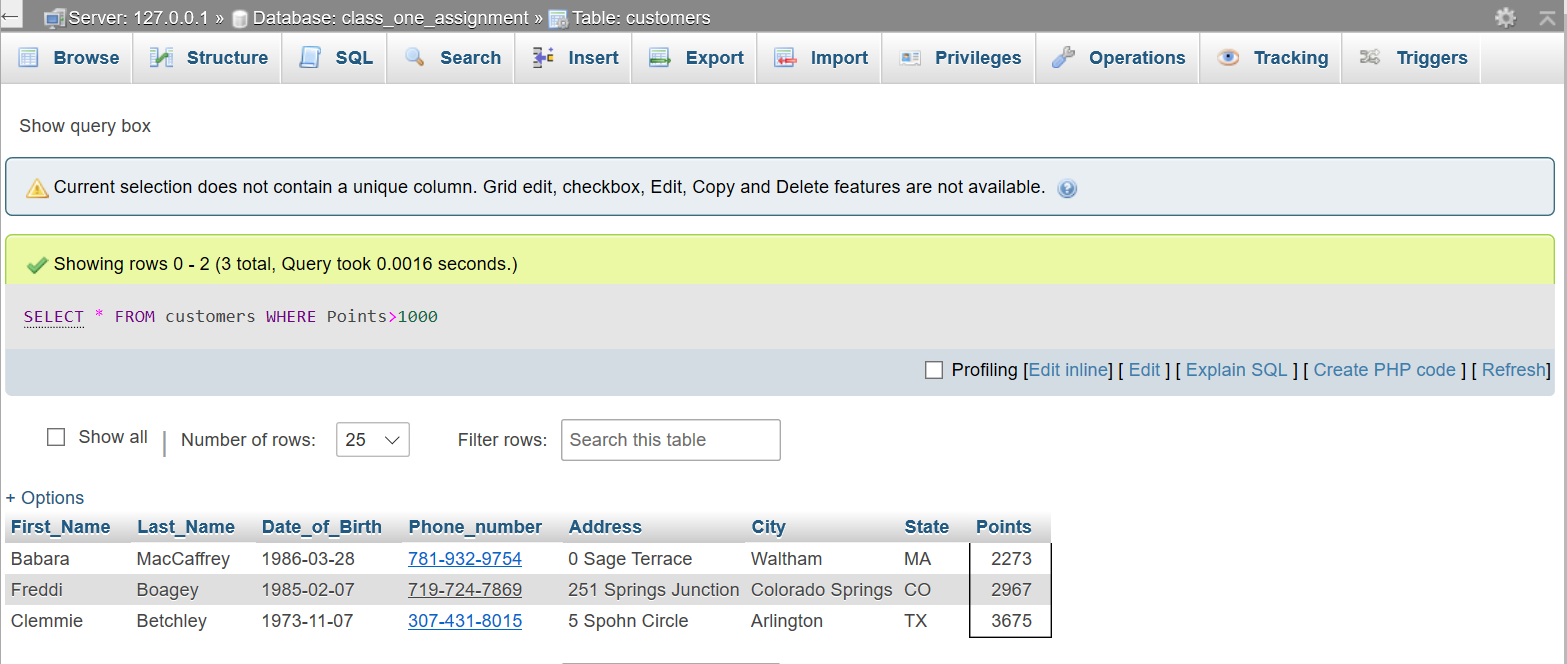 Server: 127.0.0.1 » Database: class_one_assignment » Table: customers
Browse Structure SQL Search Insert Export Import Privileges Operations Tracking Triggers
Show query box
Current selection does not contain a unique column. Grid edit, checkbox, Edit, Copy and Delete features are not available.
Showing rows 0 - 2 (3 total, Query took 0.0016 seconds.)
SELECT * FROM customers WHERE Points>1000
Profiling [Edit inline] [ Edit ] [ Explain SQL ] [ Create PHP code ] [ Refresh]
Show all | Number of rows: 25 Filter rows: Search this table
+ Options
First_Name Last_Name Date_of_Birth Phone_number Address City State Points
Babara MacCaffrey 1986-03-28 781-932-9754 0 Sage Terrace Waltham MA 2273
Freddi Boagey 1985-02-07 719-724-7869 251 Springs Junction Colorado Springs CO 2967
Clemmie Betchley 1973-11-07 307-431-8015 5 Spohn Circle Arlington TX 3675